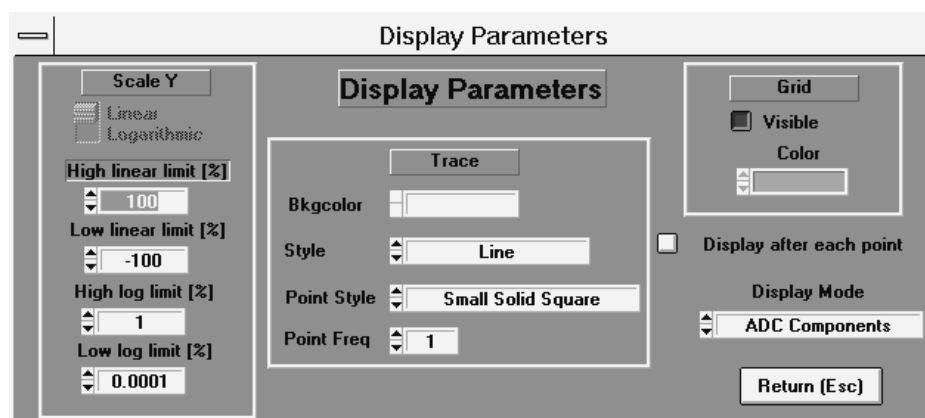 Display Parameters
Scale Y
Linear
Logarithmic
High linear limit [%]
100
Low linear limit [%]
-100
High log limit [%]
1
Low log limit [%]
0.0001
Display Parameters
Trace
Bkgcolor
Style
Line
Point Style
Small Solid Square
Point Freq
1
Grid
Visible
Color
Display after each point
Display Mode
ADC Components
Return (Esc)